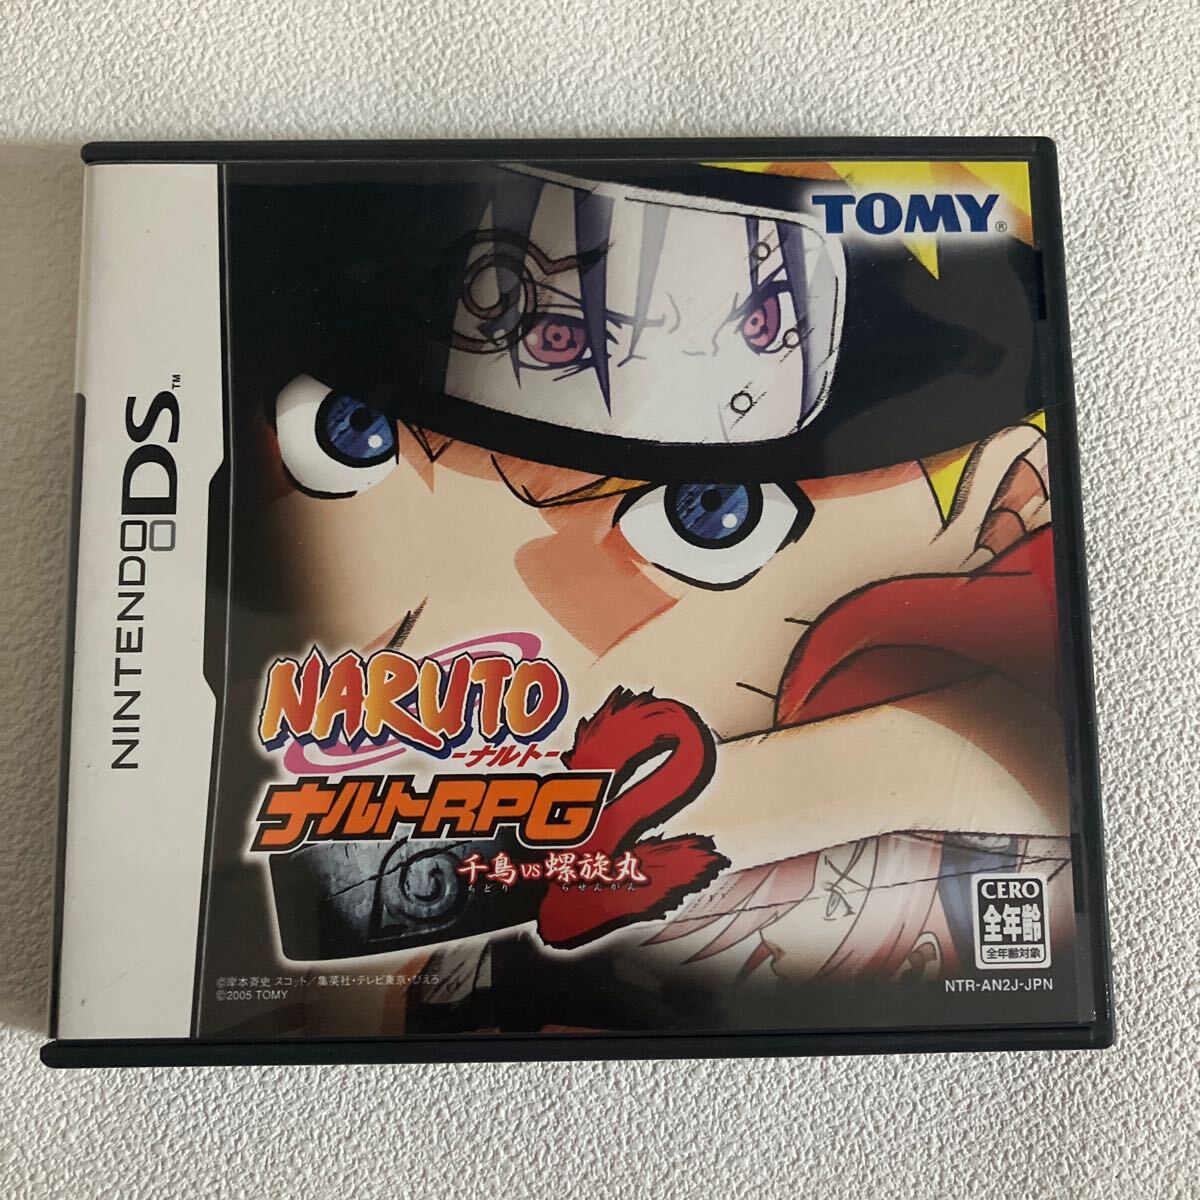 TOMY®
NINTENDO DS™
NARUTO
-ナルト-
ナルトRPG2
千鳥vs螺旋丸
ちどり らせんがん
CERO
全年齢
全年齢対象
©岸本斉史 スコット/集英社・テレビ東京・ぴえろ
©2005 TOMY
NTR-AN2J-JPN